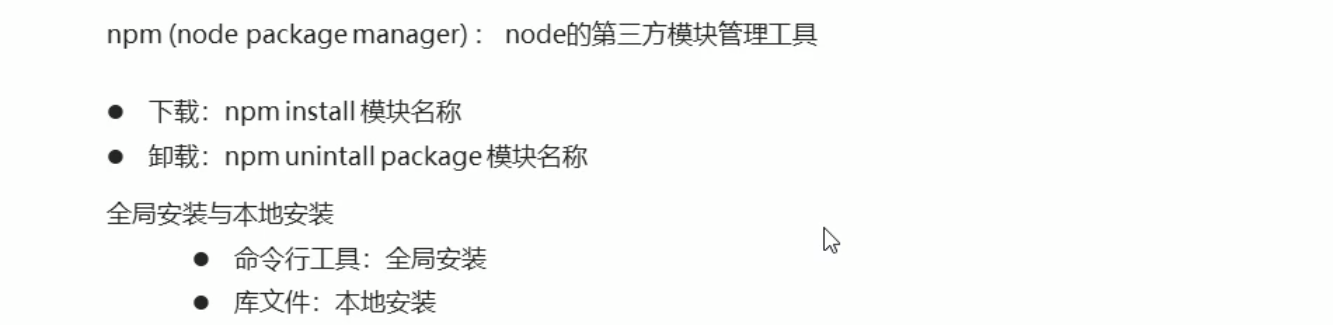 npm (node package manager) : node的第三方模块管理工具
● 下载：npm install 模块名称
● 卸载：npm unintall package 模块名称
全局安装与本地安装
● 命令行工具：全局安装
● 库文件：本地安装